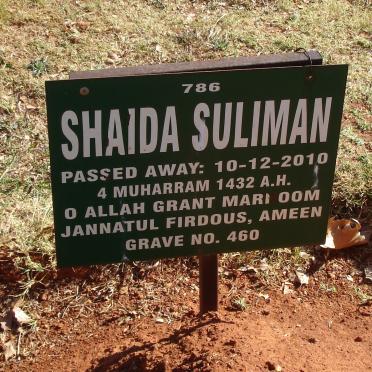 786
SHAIDA SULIMAN
PASSED AWAY: 10-12-2010
4 MUHARRAM 1432 A.H.
O ALLAH GRANT MARHOOM
JANNATUL FIRDOUS, AMEEN
GRAVE NO. 460